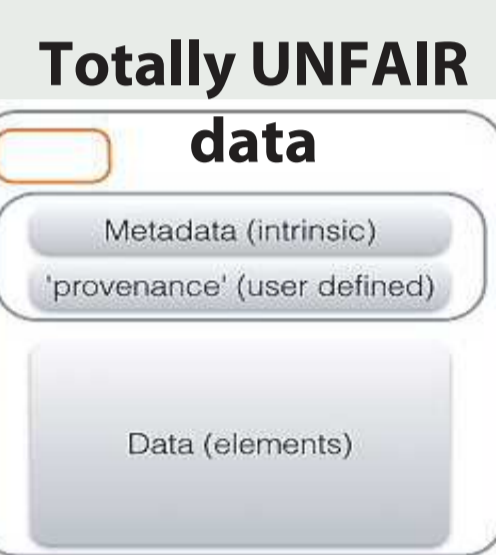 Totally UNFAIR
data
Metadata (intrinsic)
'provenance' (user defined)
Data (elements)